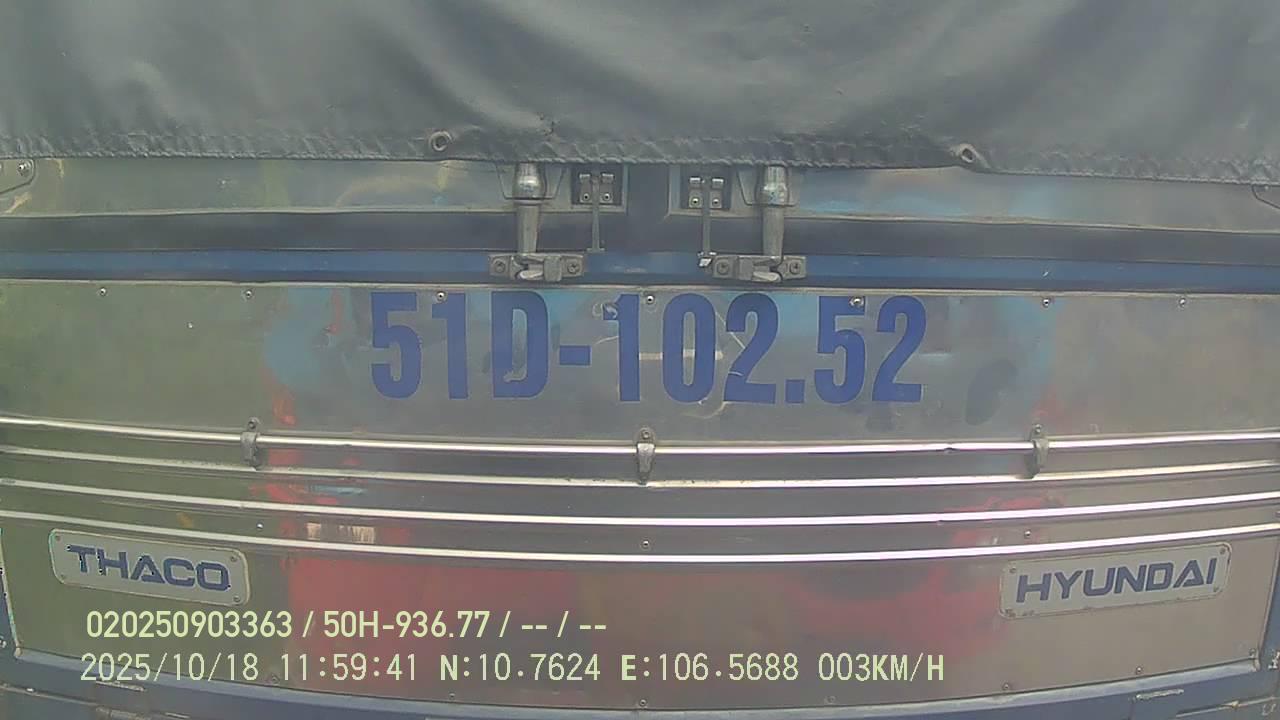 51D-102.52
THACO
HYUNDAI
020250903363 / 50H-936.77 / -- / --
2025/10/18 11:59:41 N:10.7624 E:106.5688 003KM/H